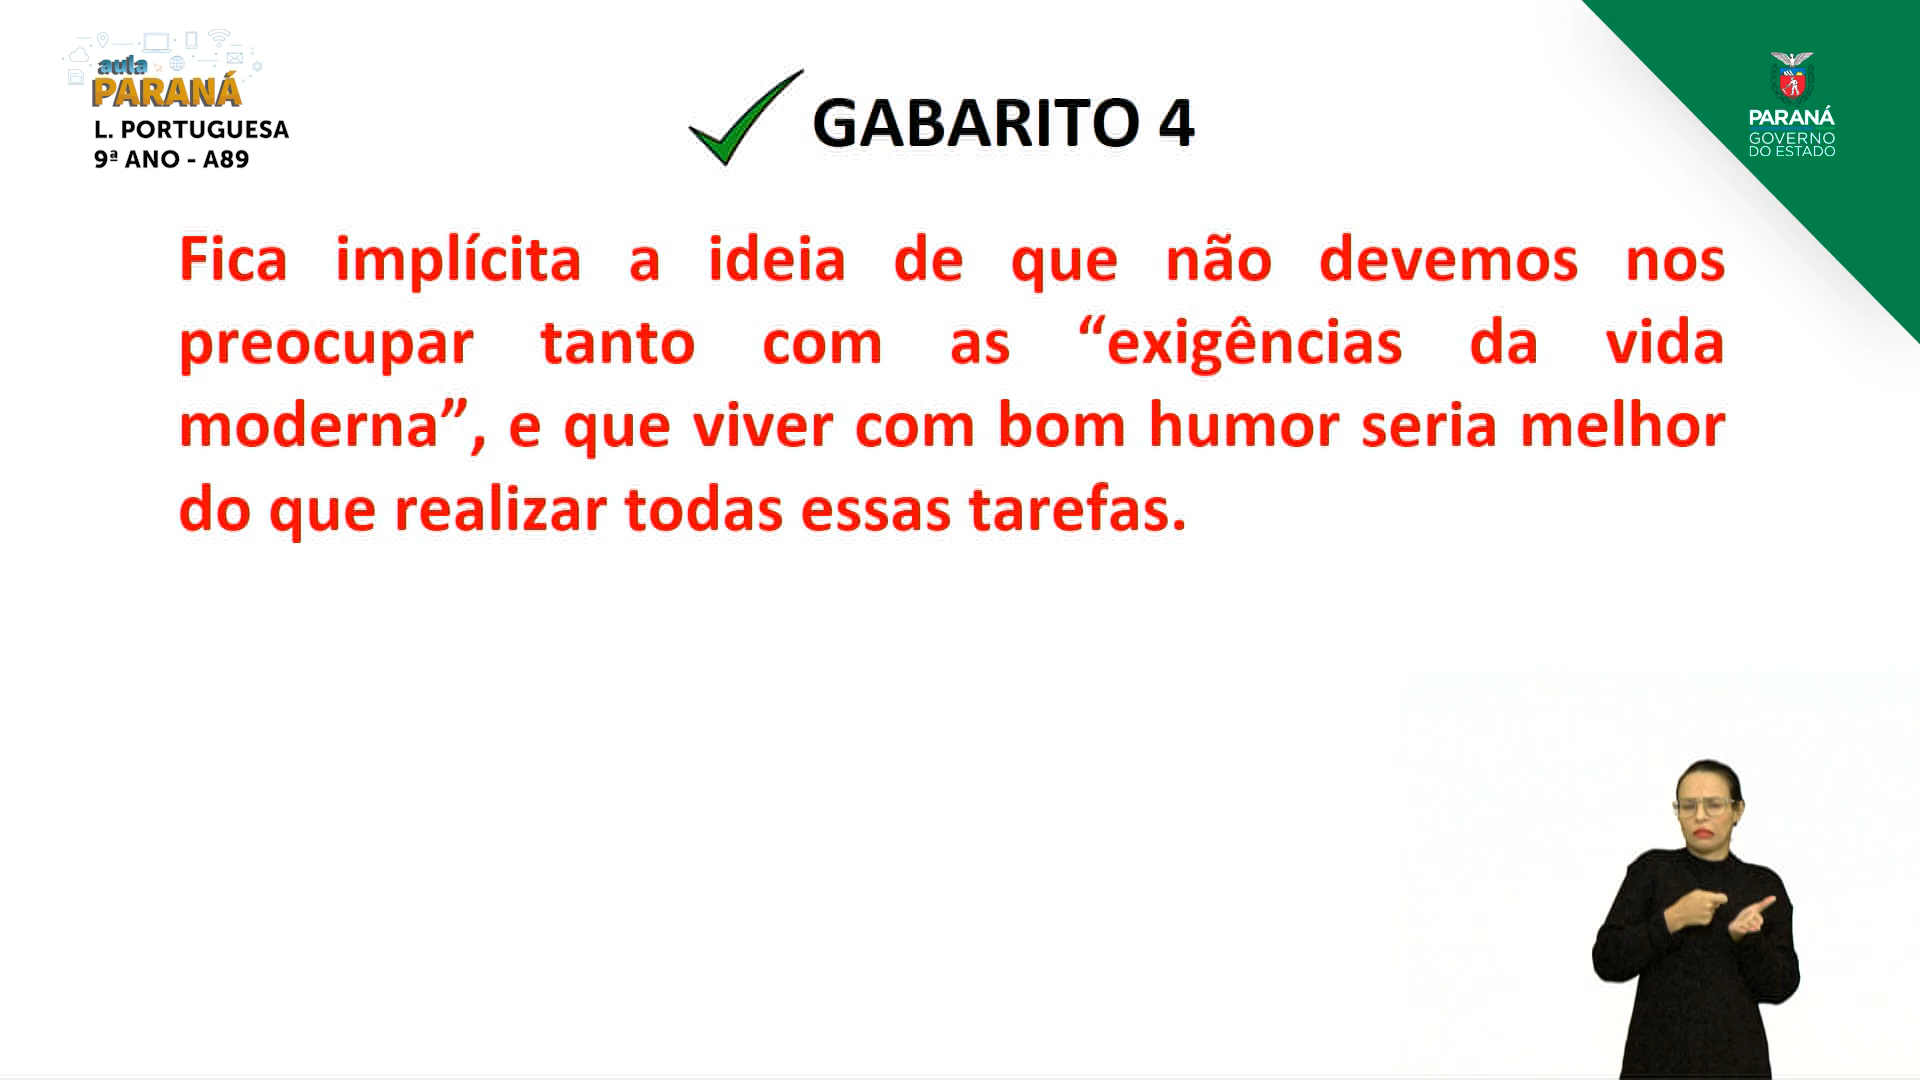 aula
PARANÁ
L. PORTUGUESA
9ª ANO - A89
GABARITO 4
PARANÁ
GOVERNO
DO ESTADO
Fica implícita a ideia de que não devemos nos
preocupar tanto com as “exigências da vida
moderna”, e que viver com bom humor seria melhor
do que realizar todas essas tarefas.